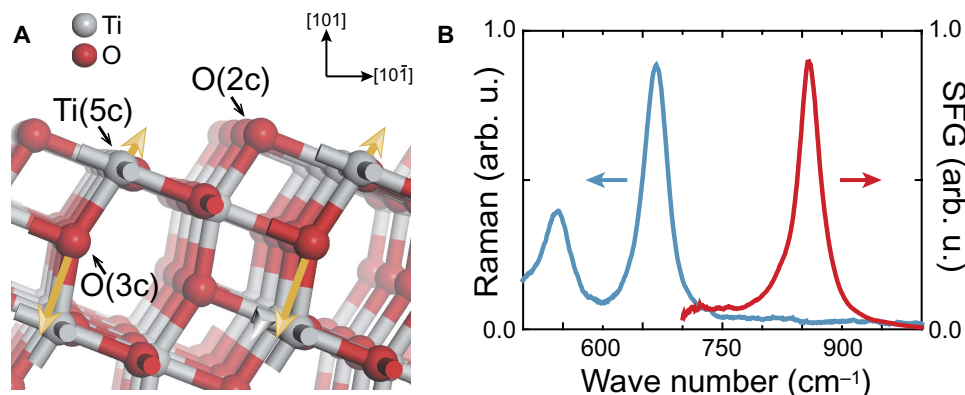 A
Ti
O
[101]
[101̅]
O(2c)
Ti(5c)
O(3c)
B
1.0
1.0
Raman (arb. u.)
SFG (arb. u.)
0.0
0.0
600
750
900
Wave number (cm⁻¹)